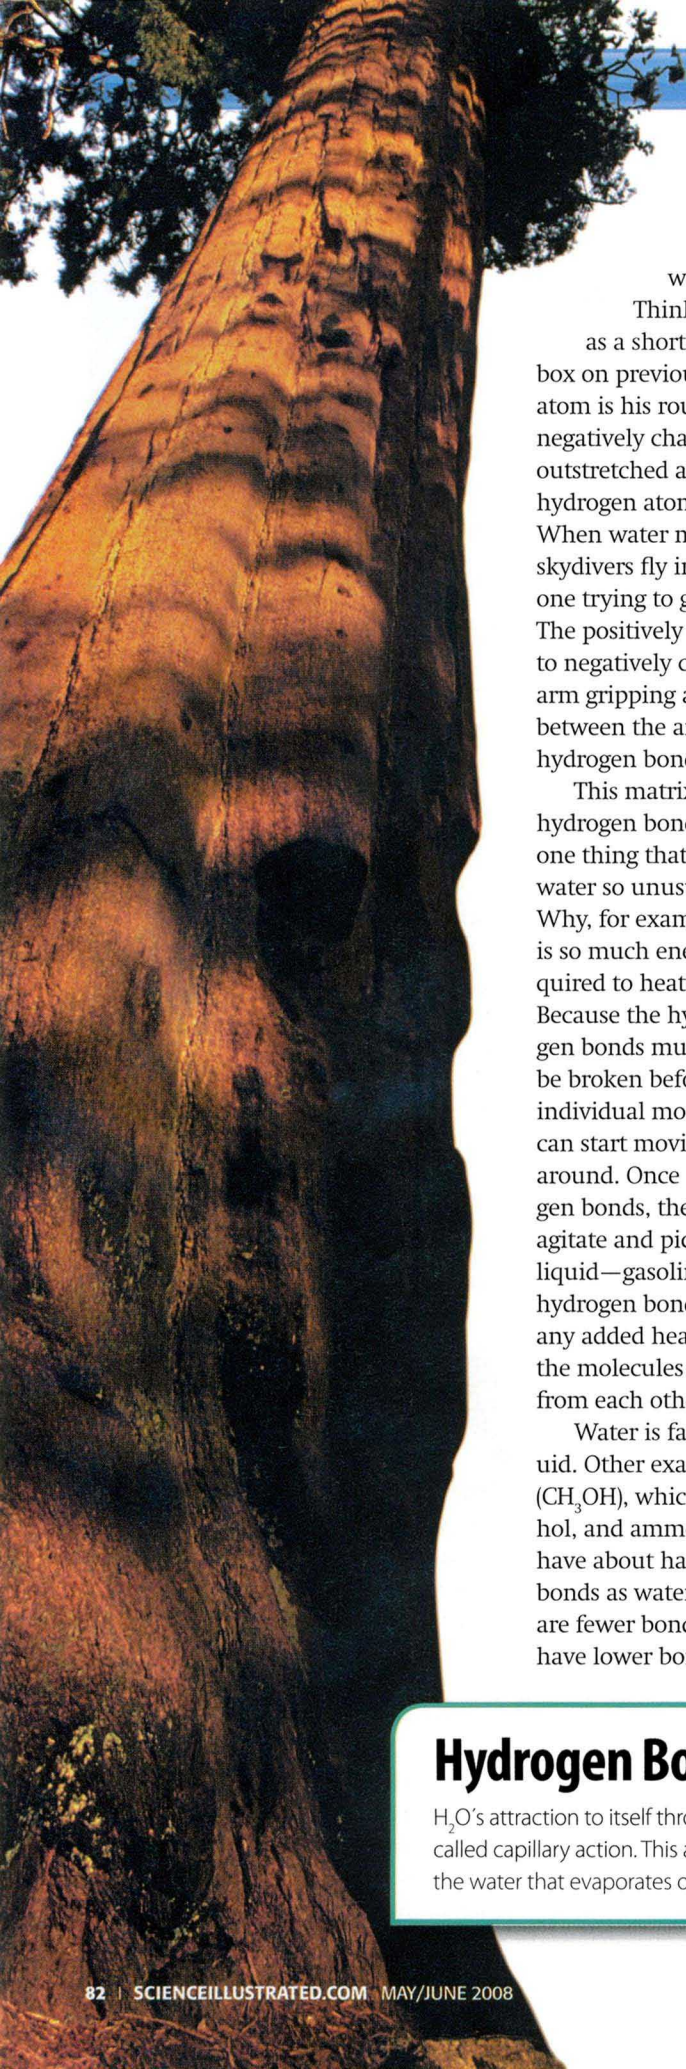 w
Think
as a short
box on previou
atom is his rou
negatively cha
outstretched a
hydrogen aton
When water n
skydivers fly in
one trying to g
The positively
to negatively c
arm gripping a
between the a
hydrogen bond
This matrix
hydrogen bond
one thing that
water so unusu
Why, for exam
is so much ene
quired to heat
Because the hy
gen bonds mu
be broken befo
individual mo
can start movi
around. Once
gen bonds, the
agitate and pic
liquid—gasolin
hydrogen bond
any added hea
the molecules
from each oth
Water is fa
uid. Other exa
(CH₃OH), whic
hol, and amm
have about ha
bonds as water
are fewer bond
have lower bo
Hydrogen Bo
H₂O´s attraction to itself thro
called capillary action. This a
the water that evaporates o
82 | SCIENCEILLUSTRATED.COM MAY/JUNE 2008